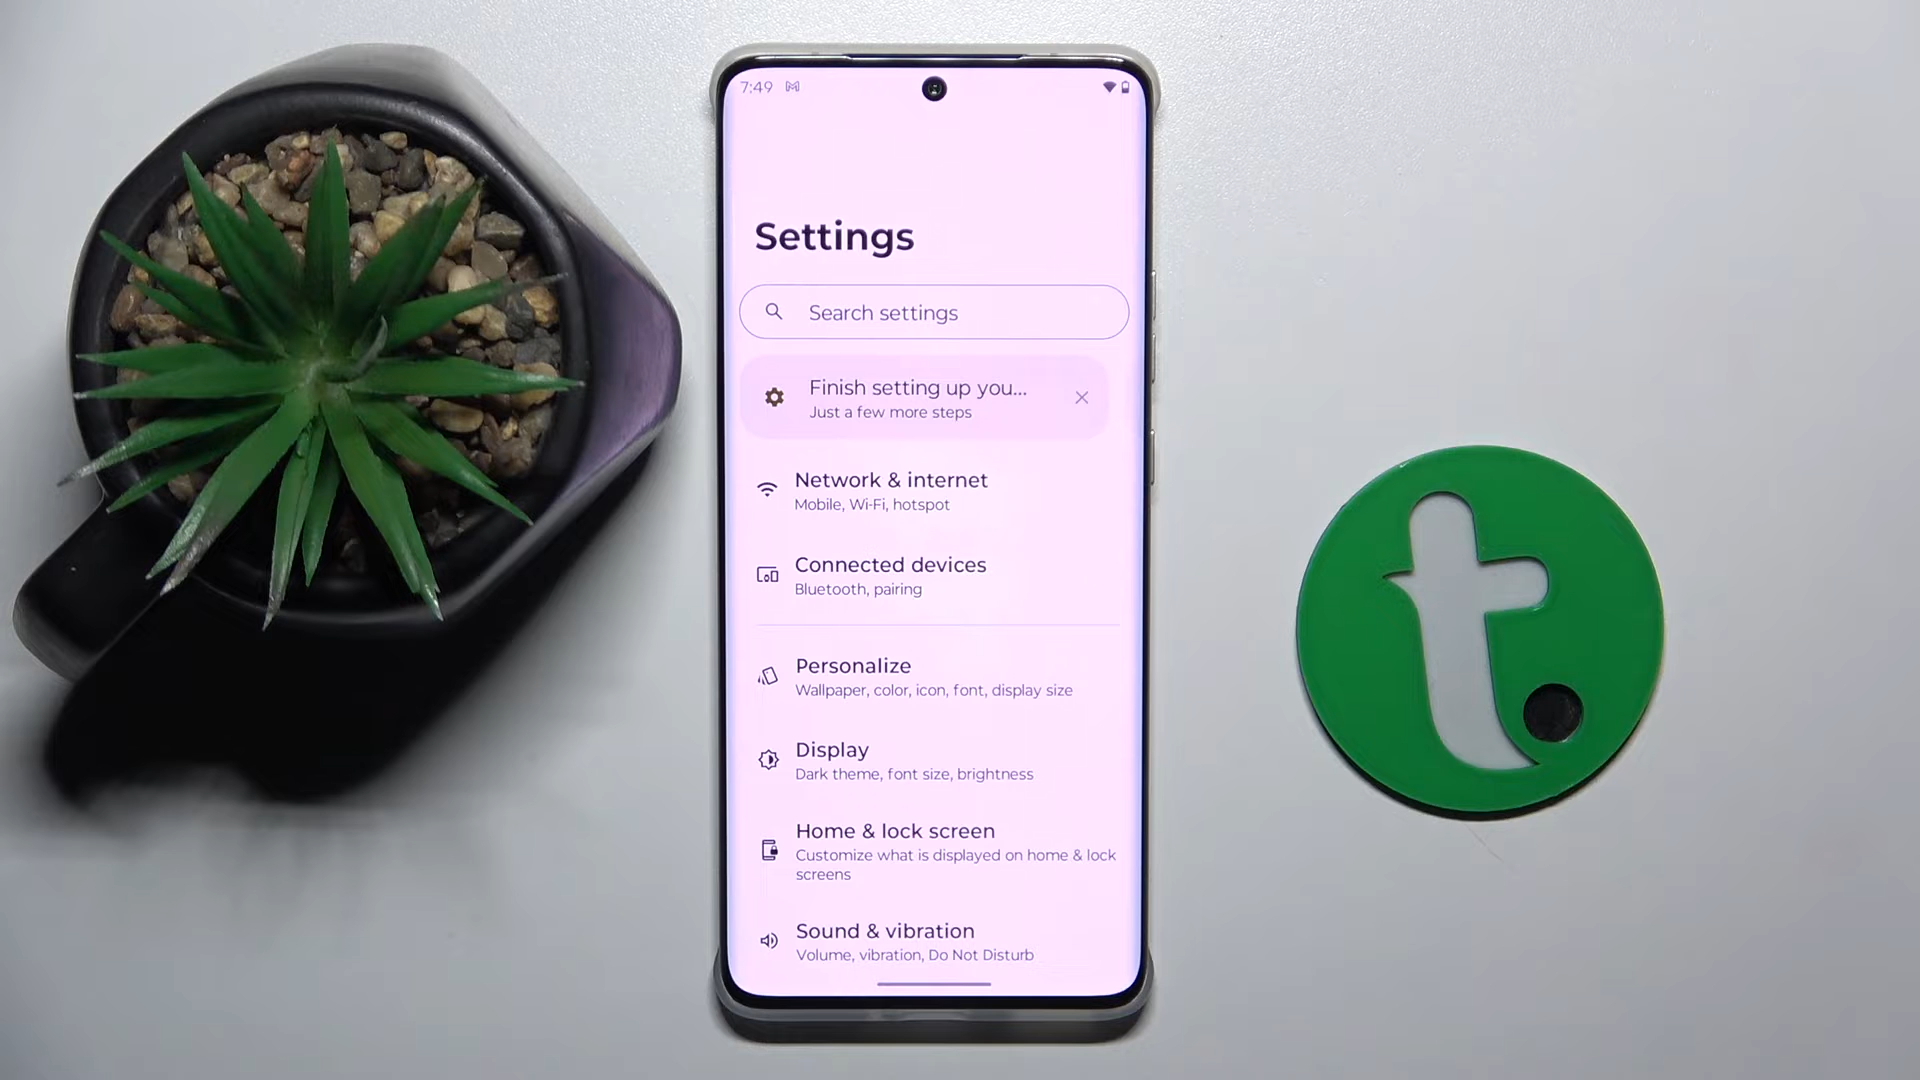 7:49
Settings
Search settings
Finish setting up you...
Just a few more steps
Network & internet
Mobile, Wi-Fi, hotspot
Connected devices
Bluetooth, pairing
Personalize
Wallpaper, color, icon, font, display size
Display
Dark theme, font size, brightness
Home & lock screen
Customize what is displayed on home & lock
screens
Sound & vibration
Volume, vibration, Do Not Disturb
t.